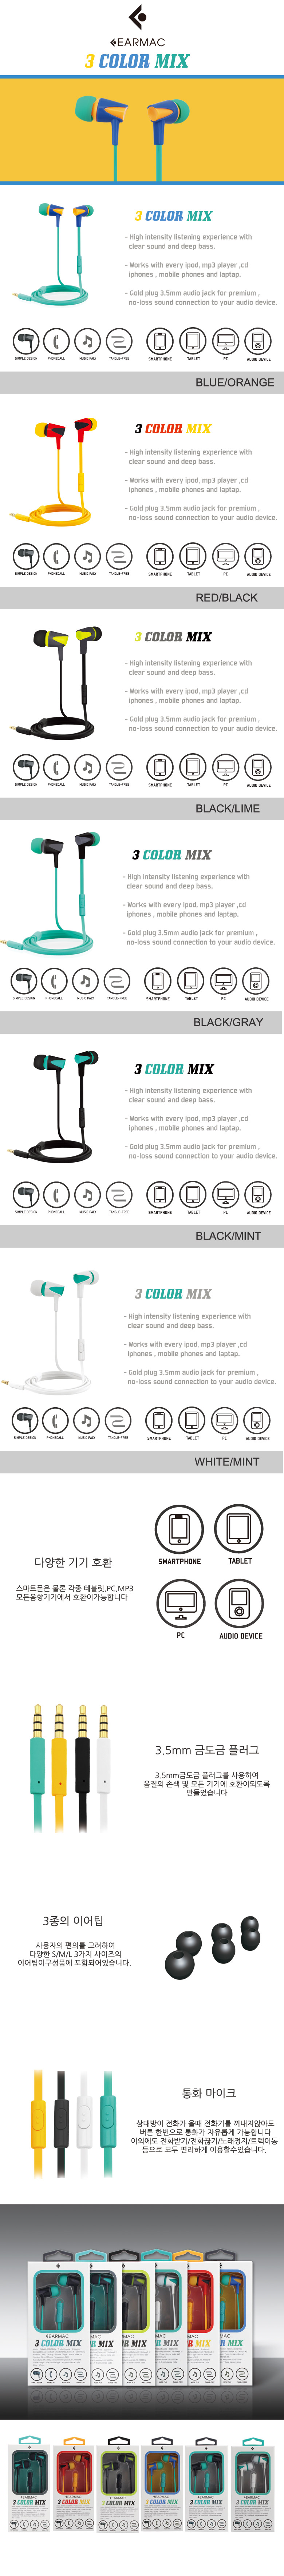 EARMAC
3 COLOR MIX
3 COLOR MIX
- High intensity listening experience with
clear sound and deep bass.
- Works with every ipod, mp3 player ,cd
iphones , mobile phones and laptap.
- Gold plug 3.5mm audio jack for premium ,
no-loss sound connection to your audio device.
SIMPLE DESIGN PHONECALL MUSIC PALY TANGLE-FREE SMARTPHONE TABLET PC AUDIO DEVICE
BLUE/ORANGE
3 COLOR MIX
- High intensity listening experience with
clear sound and deep bass.
- Works with every ipod, mp3 player ,cd
iphones , mobile phones and laptap.
- Gold plug 3.5mm audio jack for premium ,
no-loss sound connection to your audio device.
SIMPLE DESIGN PHONECALL MUSIC PALY TANGLE-FREE SMARTPHONE TABLET PC AUDIO DEVICE
RED/BLACK
3 COLOR MIX
- High intensity listening experience with
clear sound and deep bass.
- Works with every ipod, mp3 player ,cd
iphones , mobile phones and laptap.
- Gold plug 3.5mm audio jack for premium ,
no-loss sound connection to your audio device.
SIMPLE DESIGN PHONECALL MUSIC PALY TANGLE-FREE SMARTPHONE TABLET PC AUDIO DEVICE
BLACK/LIME
3 COLOR MIX
- High intensity listening experience with
clear sound and deep bass.
- Works with every ipod, mp3 player ,cd
iphones , mobile phones and laptap.
- Gold plug 3.5mm audio jack for premium ,
no-loss sound connection to your audio device.
SIMPLE DESIGN PHONECALL MUSIC PALY TANGLE-FREE SMARTPHONE TABLET PC AUDIO DEVICE
BLACK/GRAY
3 COLOR MIX
- High intensity listening experience with
clear sound and deep bass.
- Works with every ipod, mp3 player ,cd
iphones , mobile phones and laptap.
- Gold plug 3.5mm audio jack for premium ,
no-loss sound connection to your audio device.
SIMPLE DESIGN PHONECALL MUSIC PALY TANGLE-FREE SMARTPHONE TABLET PC AUDIO DEVICE
BLACK/MINT
3 COLOR MIX
- High intensity listening experience with
clear sound and deep bass.
- Works with every ipod, mp3 player ,cd
iphones , mobile phones and laptap.
- Gold plug 3.5mm audio jack for premium ,
no-loss sound connection to your audio device.
SIMPLE DESIGN PHONECALL MUSIC PALY TANGLE-FREE SMARTPHONE TABLET PC AUDIO DEVICE
WHITE/MINT
다양한 기기 호환
스마트폰은 물론 각종 테블릿,PC,MP3
모든음향기기에서 호환이가능합니다
SMARTPHONE TABLET
PC AUDIO DEVICE
3.5mm 금도금 플러그
3.5mm금도금 플러그를 사용하여
음질의 손색 및 모든 기기에 호환이되도록
만들었습니다
3종의 이어팁
사용자의 편의를 고려하여
다양한 S/M/L 3가지 사이즈의
이어팁이구성품에 포함되어있습니다.
통화 마이크
상대방이 전화가 올때 전화기를 꺼내지않아도
버튼 한번으로 통화가 자유롭게 가능합니다
이외에도 전화받기/전화끊기/노래정지/트렉이동
등으로 모두 편리하게 이용할수있습니다.
EARMAC
3 COLOR MIX
3 COLOR MIX 3 COLOR MIX 3 COLOR MIX 3 COLOR MIX 3 COLOR MIX 3 COLOR MIX